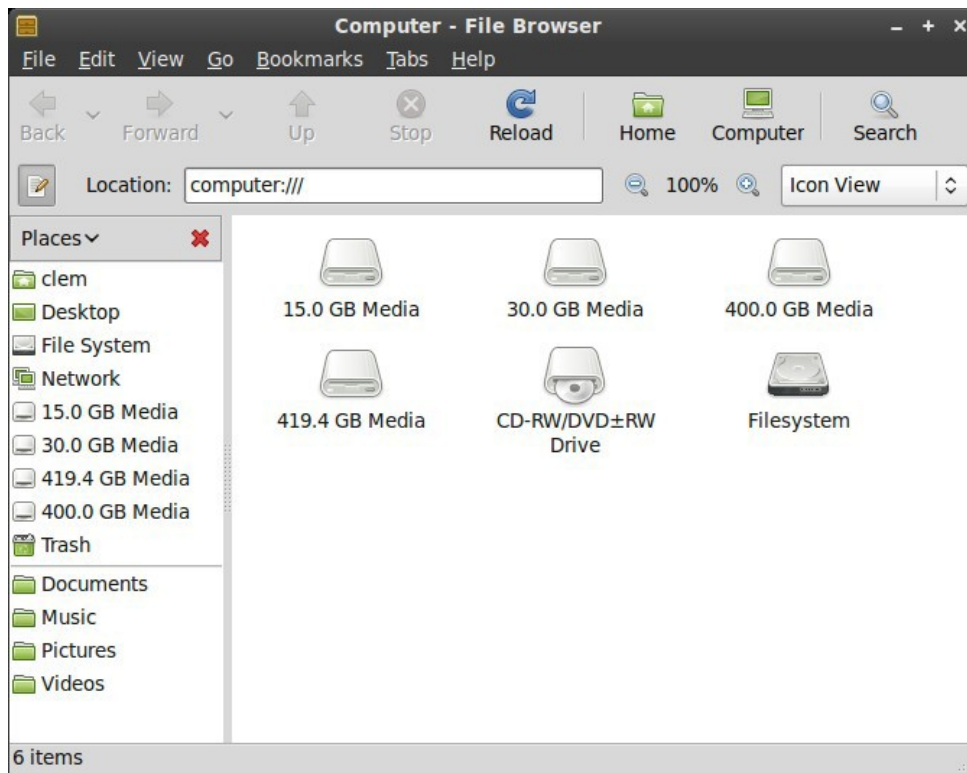 Computer - File Browser
File Edit View Go Bookmarks Tabs Help
Back Forward Up Stop Reload Home Computer Search
Location: computer:/// 100% Icon View
Places
clem
Desktop
File System
Network
15.0 GB Media
30.0 GB Media
419.4 GB Media
400.0 GB Media
Trash
Documents
Music
Pictures
Videos
15.0 GB Media 30.0 GB Media 400.0 GB Media
419.4 GB Media CD-RW/DVD±RW Filesystem
Drive
6 items